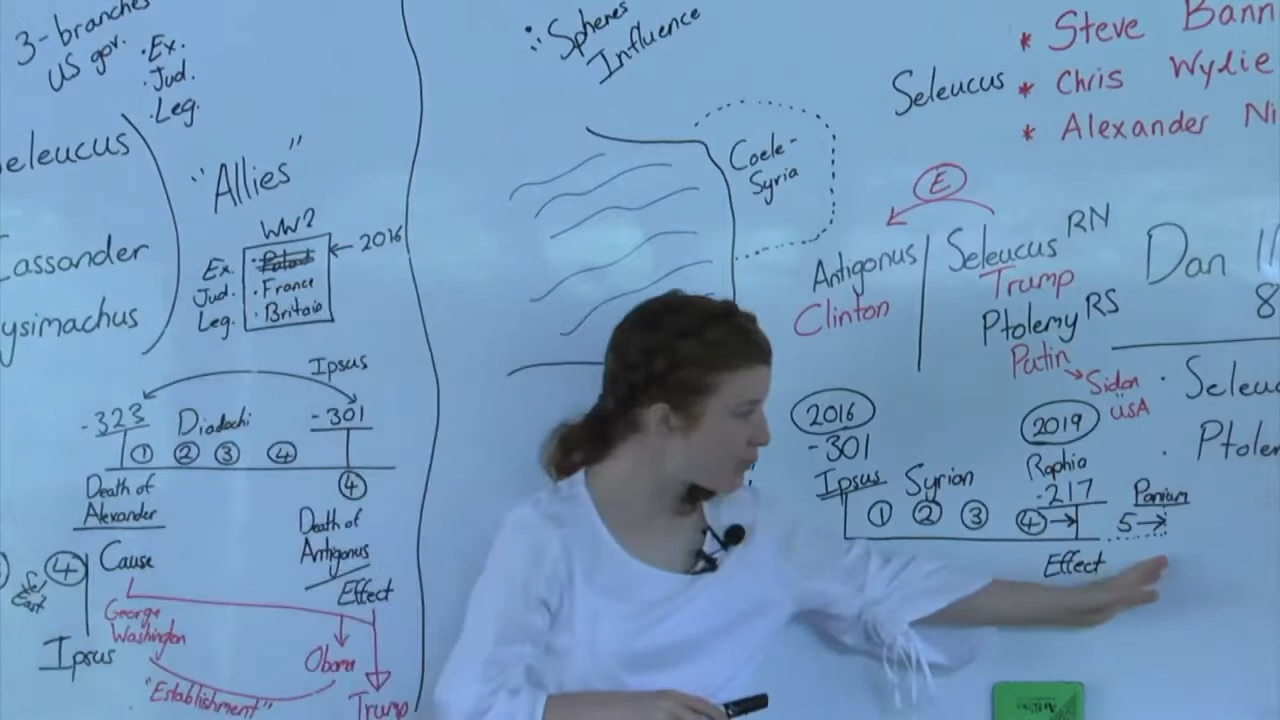 3-branches
US gov.
· Ex.
· Jud.
· Leg.
eleucus
Cassander
ysimachus
"Allies"
WW2
← 2016
Ex.
Jud. · France
Leg. · Britain
Ipsus
-323 Diadochi -301
① ② ③ ④
④
Death of
Alexander
Death of
Antigonus
④ Cause
Effect
George
Washington
Ipsus
Obama
"Establishment"
Trump
∴ Spheres
Influence
Coele-
Syria
Seleucus
* Steve Bann
* Chris Wylie
* Alexander Ni
E
Antigonus
Clinton
Seleucus RN
Trump
Ptolemy RS
Putin
Sidon
USA
Dan 11
8
· Seleu
· Ptolem
2016
-301
Ipsus Syrian
① ② ③ ④ →
2019
Raphia
-217
Panium
5 →
Effect